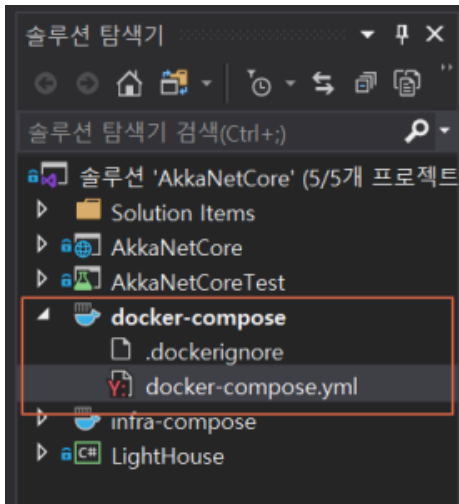 솔루션 탐색기
솔루션 탐색기 검색(Ctrl+;)
솔루션 'AkkaNetCore' (5/5개 프로젝트
Solution Items
AkkaNetCore
AkkaNetCoreTest
docker-compose
.dockerignore
docker-compose.yml
infra-compose
LightHouse